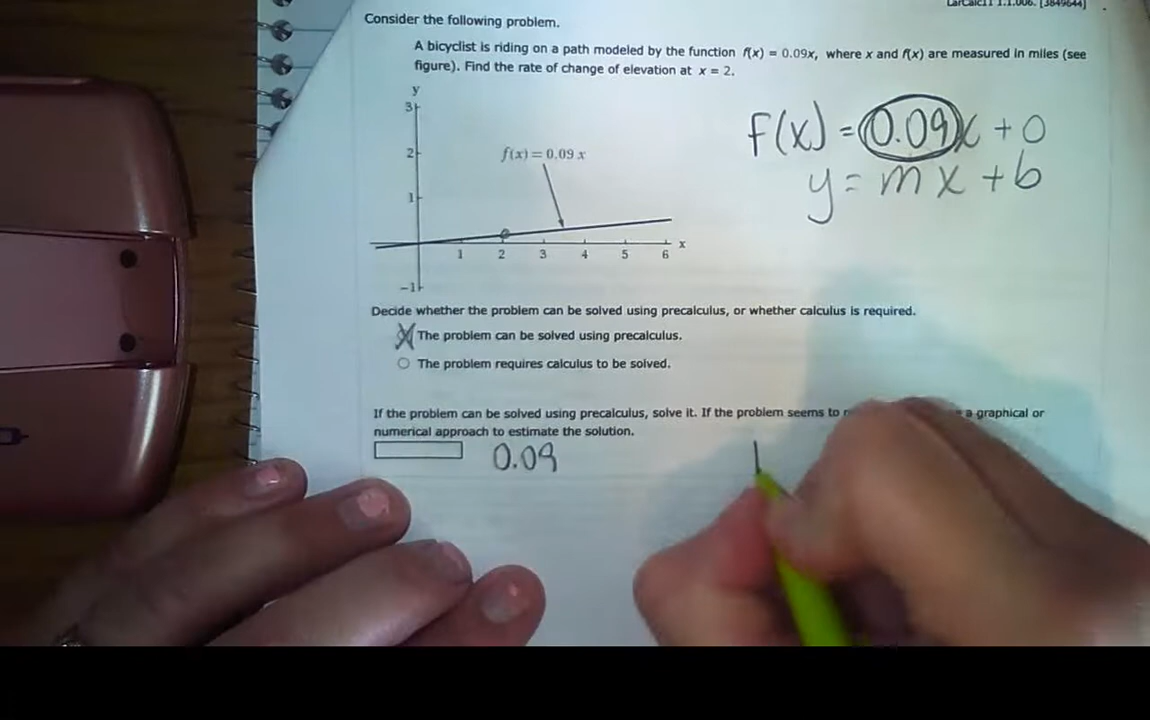 LarCalc11 1.1.006. [3849644]
Consider the following problem.
A bicyclist is riding on a path modeled by the function f(x) = 0.09x, where x and f(x) are measured in miles (see
figure). Find the rate of change of elevation at x = 2.
y
3
2
1
-1
f(x) = 0.09 x
1 2 3 4 5 6 x
f(x) = 0.09x + 0
y = mx + b
Decide whether the problem can be solved using precalculus, or whether calculus is required.
X The problem can be solved using precalculus.
The problem requires calculus to be solved.
If the problem can be solved using precalculus, solve it. If the problem seems to a graphical or
numerical approach to estimate the solution.
0.09